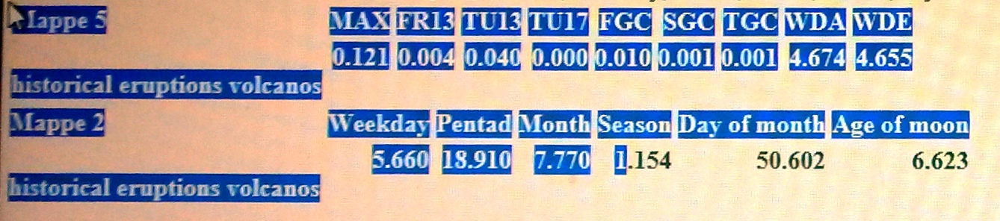 Mappe 5 MAX FR13 TU13 TU17 FGC SGC TGC WDA WDE
0.121 0.004 0.040 0.000 0.010 0.001 0.001 4.674 4.655
historical eruptions volcanos
Mappe 2 Weekday Pentad Month Season Day of month Age of moon
5.660 18.910 7.770 1.154 50.602 6.623
historical eruptions volcanos